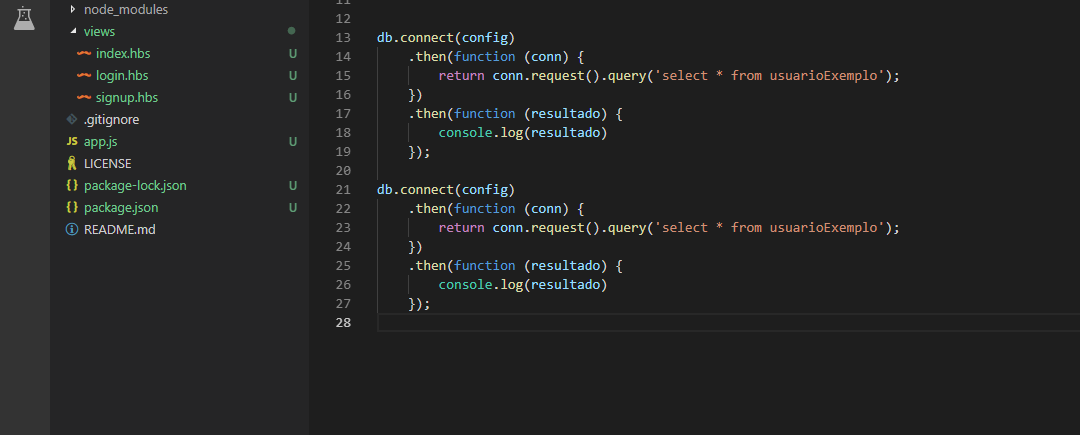 node_modules
views
index.hbs U
login.hbs U
signup.hbs U
.gitignore
JS app.js U
LICENSE
{} package-lock.json U
{} package.json U
README.md
11
12
13 db.connect(config)
14 .then(function (conn) {
15 return conn.request().query('select * from usuarioExemplo');
16 })
17 .then(function (resultado) {
18 console.log(resultado)
19 });
20
21 db.connect(config)
22 .then(function (conn) {
23 return conn.request().query('select * from usuarioExemplo');
24 })
25 .then(function (resultado) {
26 console.log(resultado)
27 });
28